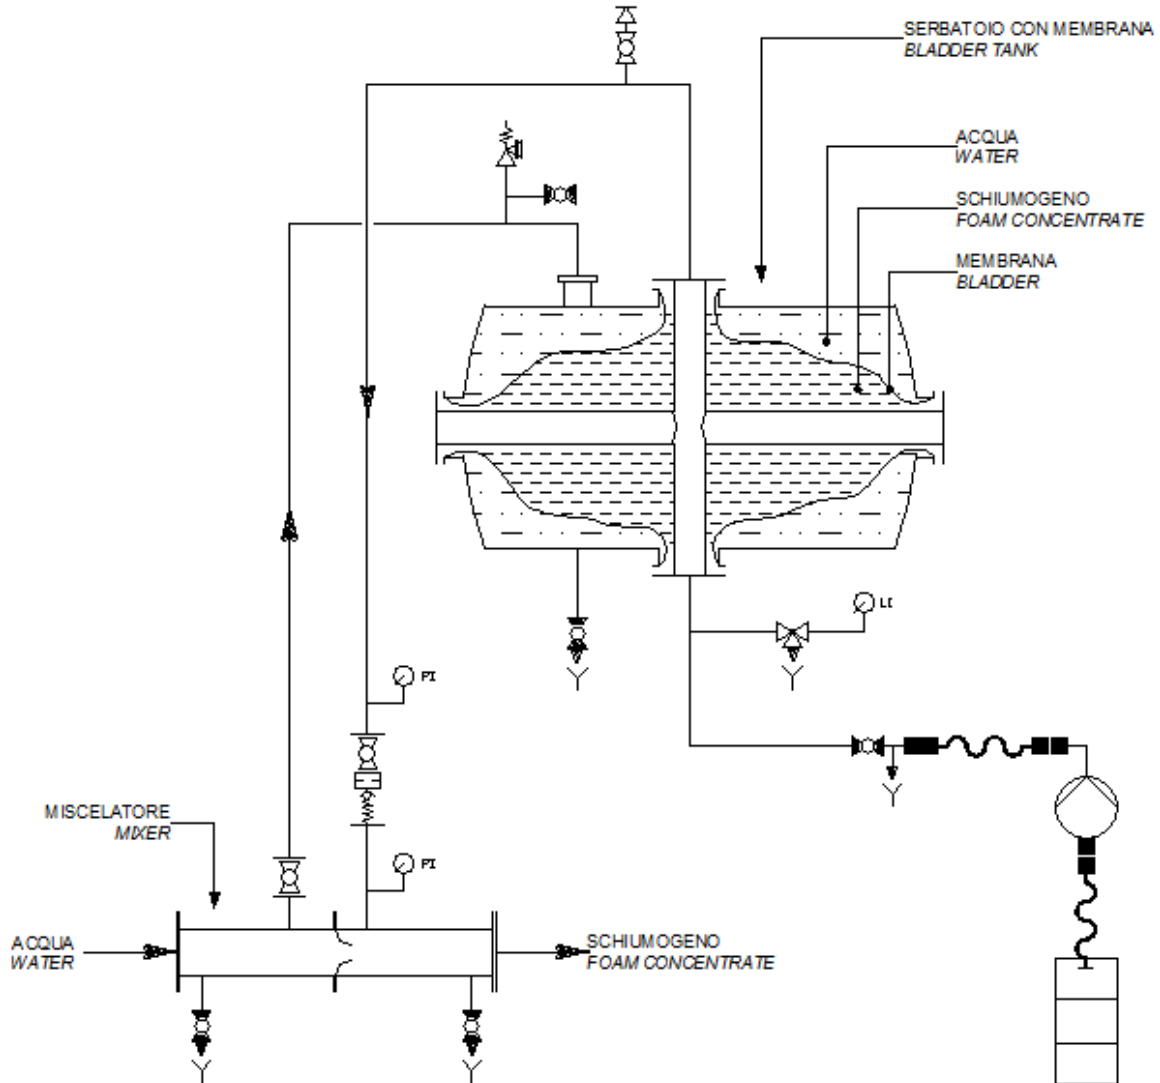 SERBATOIO CON MEMBRANA
BLADDER TANK
ACQUA
WATER
SCHIUMOGENO
FOAM CONCENTRATE
MEMBRANA
BLADDER
LI
PI
MISCELATORE
MIXER
PI
ACQUA
WATER
SCHIUMOGENO
FOAM CONCENTRATE